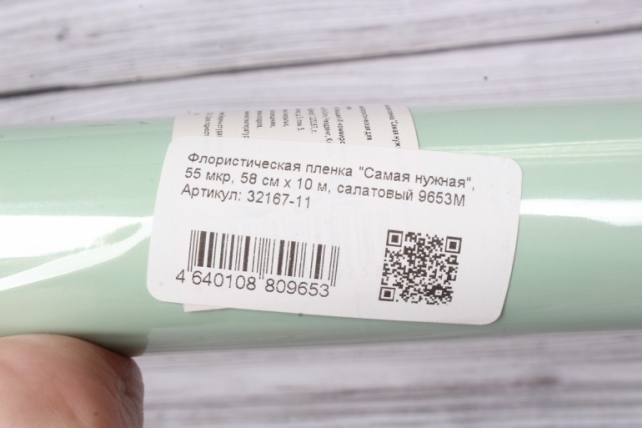 Флористическая пленка "Самая нужная",
55 мкр, 58 см x 10 м, салатовый 9653М
Артикул: 32167-11
4 640108 809653